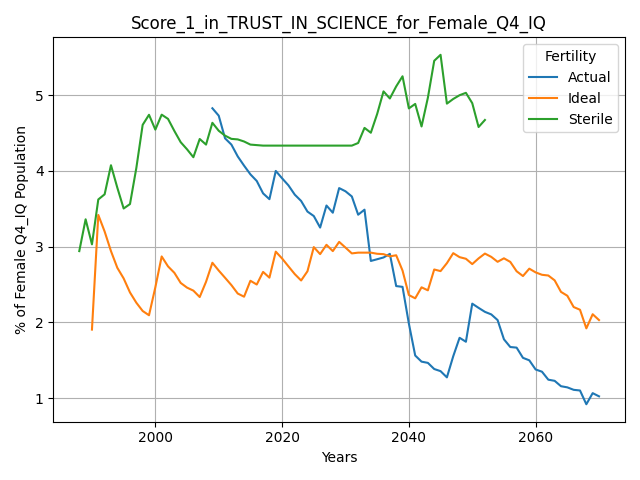 Score_1_in_TRUST_IN_SCIENCE_for_Female_Q4_IQ
Fertility
Actual
Ideal
Sterile
% of Female Q4_IQ Population
5
4
3
2
1
2000
2020
2040
2060
Years